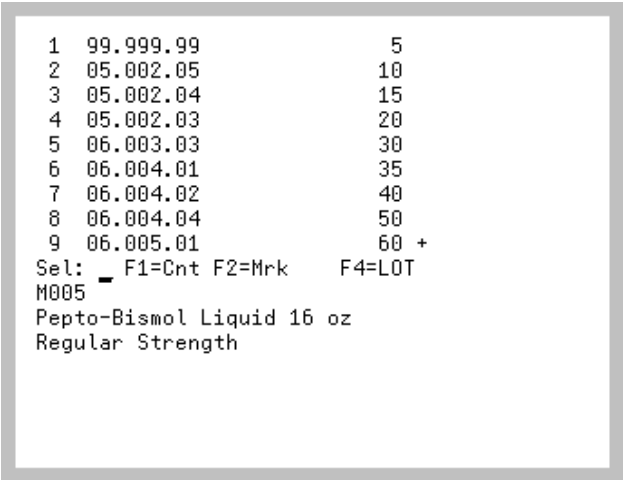 1 99.999.99 5
2 05.002.05 10
3 05.002.04 15
4 05.002.03 20
5 06.003.03 30
6 06.004.01 35
7 06.004.02 40
8 06.004.04 50
9 06.005.01 60 +
Sel: _ F1=Cnt F2=Mrk F4=LOT
M005
Pepto-Bismol Liquid 16 oz
Regular Strength